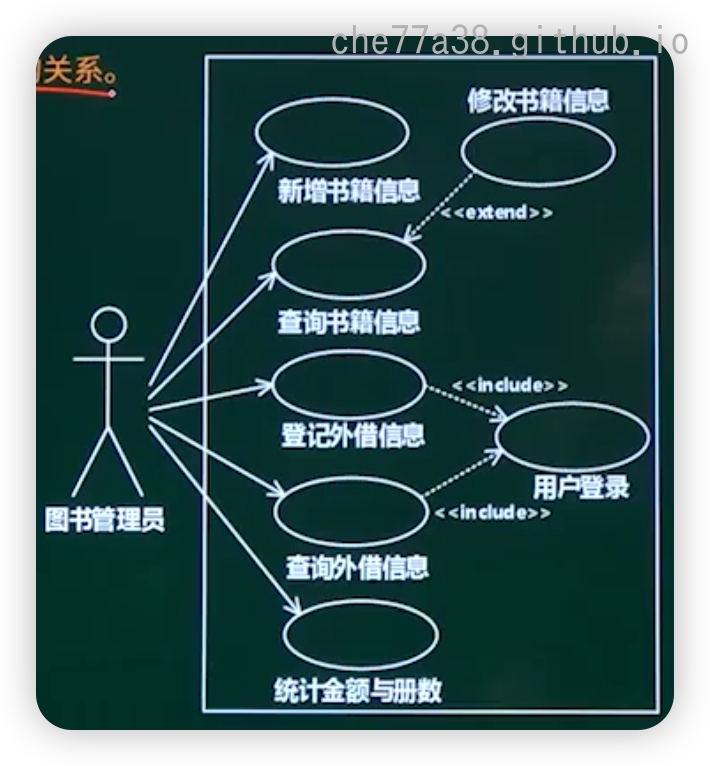 che77a38.github.io
的关系。
修改书籍信息
新增书籍信息
<<extend>>
查询书籍信息
<<include>>
登记外借信息
用户登录
<<include>>
图书管理员
查询外借信息
统计金额与册数